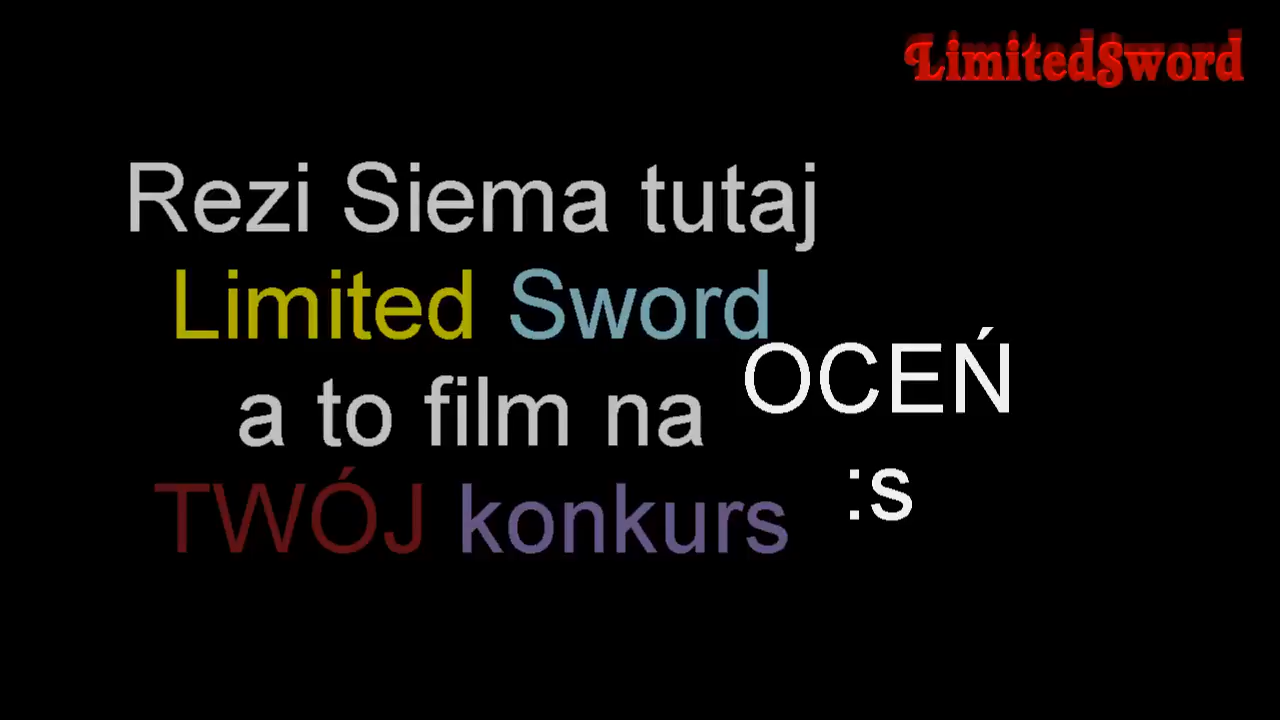 LimitedSword
Rezi Siema tutaj
Limited Sword
a to film na
TWÓJ konkurs
OCEŃ
:s